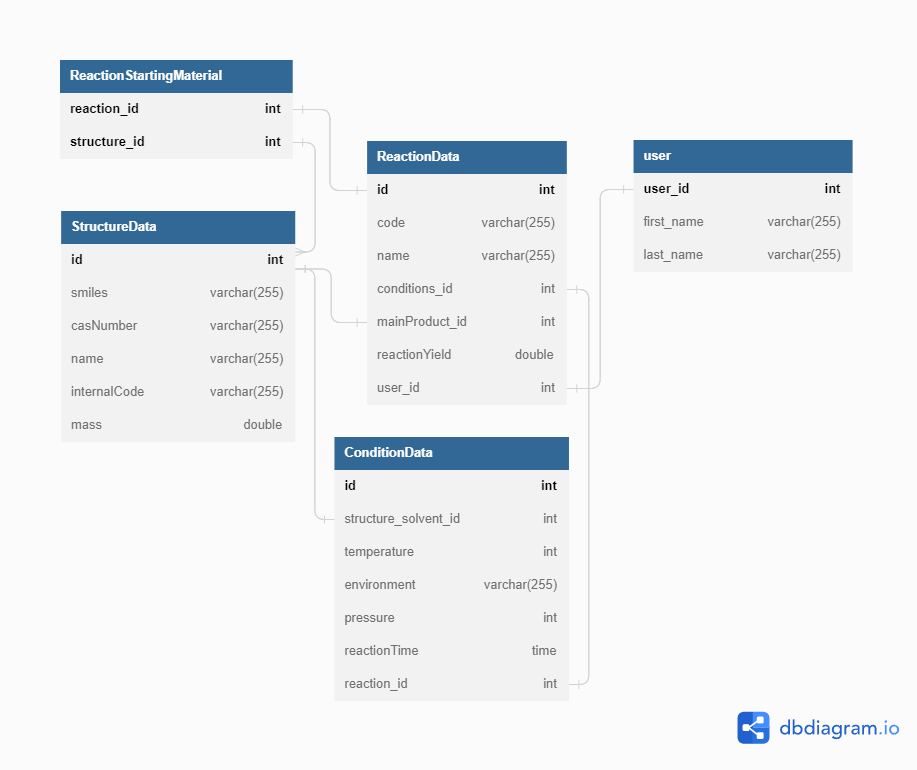 ReactionStartingMaterial
reaction_id int
structure_id int
StructureData
id int
smiles varchar(255)
casNumber varchar(255)
name varchar(255)
internalCode varchar(255)
mass double
ReactionData
id int
code varchar(255)
name varchar(255)
conditions_id int
mainProduct_id int
reactionYield double
user_id int
user
user_id int
first_name varchar(255)
last_name varchar(255)
ConditionData
id int
structure_solvent_id int
temperature int
environment varchar(255)
pressure int
reactionTime time
reaction_id int
dbdiagram.io